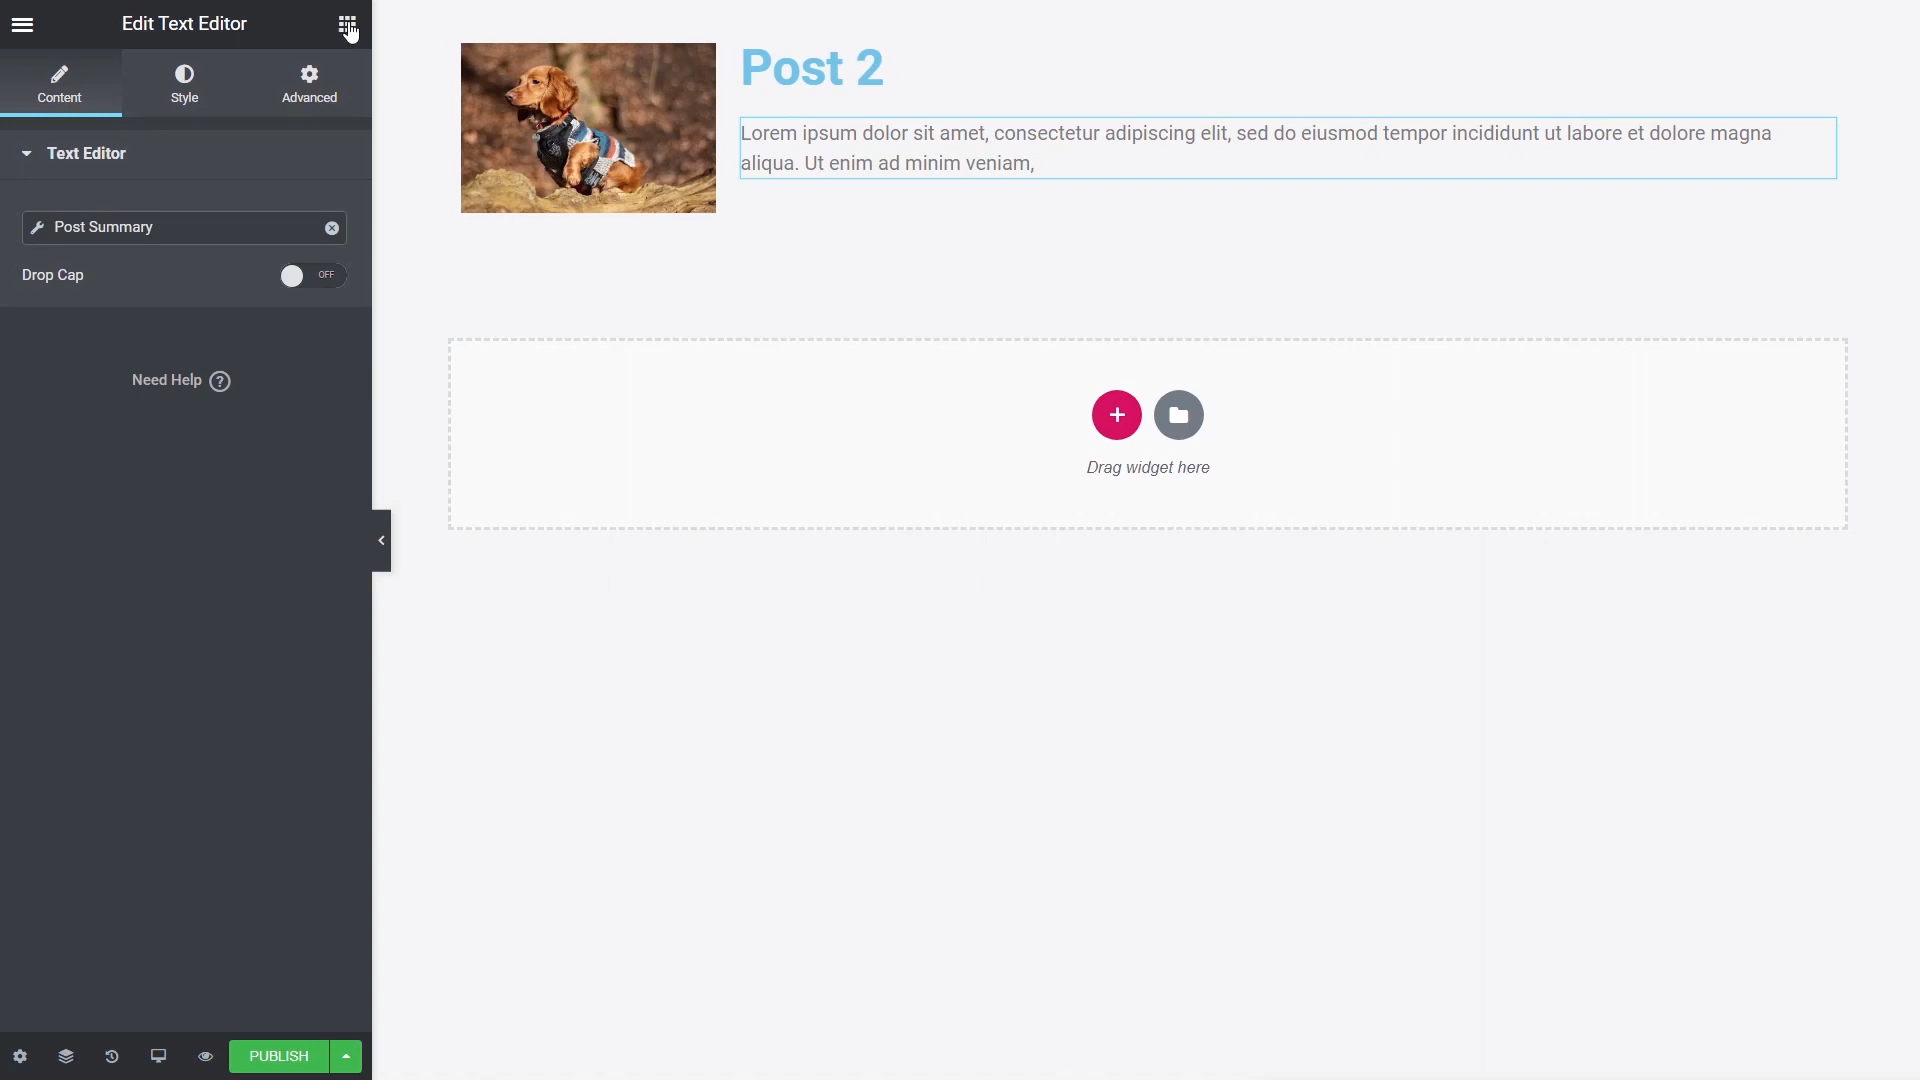 Edit Text Editor
Content
Style
Advanced
Text Editor
Post Summary
Drop Cap
OFF
Need Help ?
PUBLISH
Post 2
Lorem ipsum dolor sit amet, consectetur adipiscing elit, sed do eiusmod tempor incididunt ut labore et dolore magna
aliqua. Ut enim ad minim veniam,
Drag widget here